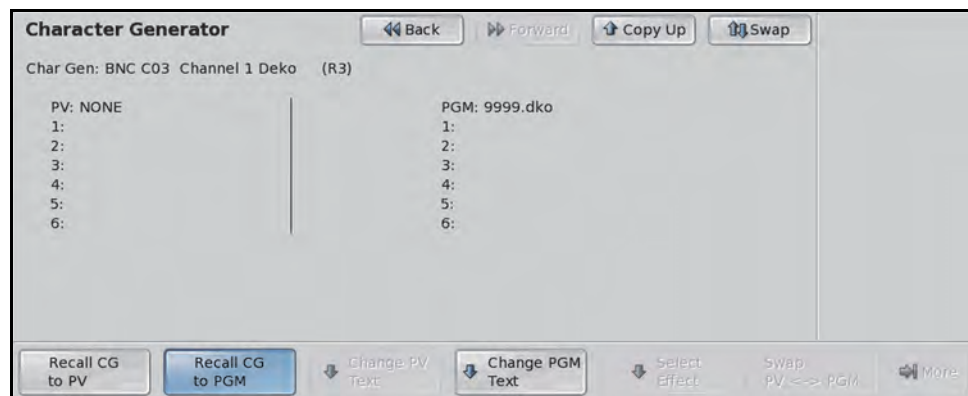 Character Generator
Back
Forward
Copy Up
Swap
Char Gen: BNC C03 Channel 1 Deko (R3)
PV: NONE
1:
2:
3:
4:
5:
6:
PGM: 9999.dko
1:
2:
3:
4:
5:
6:
Recall CG
to PV
Recall CG
to PGM
Change PV
Text
Change PGM
Text
Select
Effect
Swap
PV <-> PGM
More